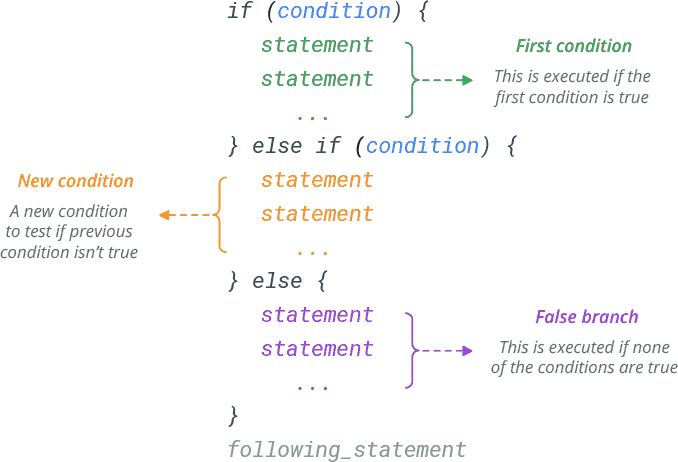 if (condition) {
statement
statement
...
First condition
This is executed if the
first condition is true
} else if (condition) {
New condition
A new condition
to test if previous
condition isn't true
statement
statement
...
} else {
statement
statement
...
False branch
This is executed if none
of the conditions are true
}
following_statement